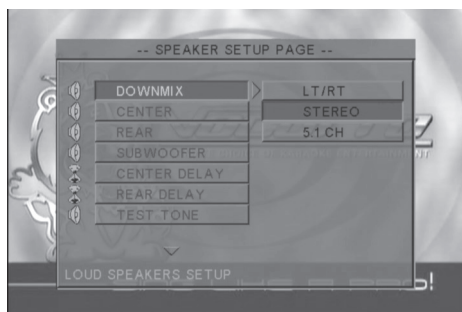 -- SPEAKER SETUP PAGE --
DOWNMIX LT/RT
CENTER STEREO
REAR 5.1 CH
SUBWOOFER
CENTER DELAY
REAR DELAY
TEST TONE
LOUD SPEAKERS SETUP